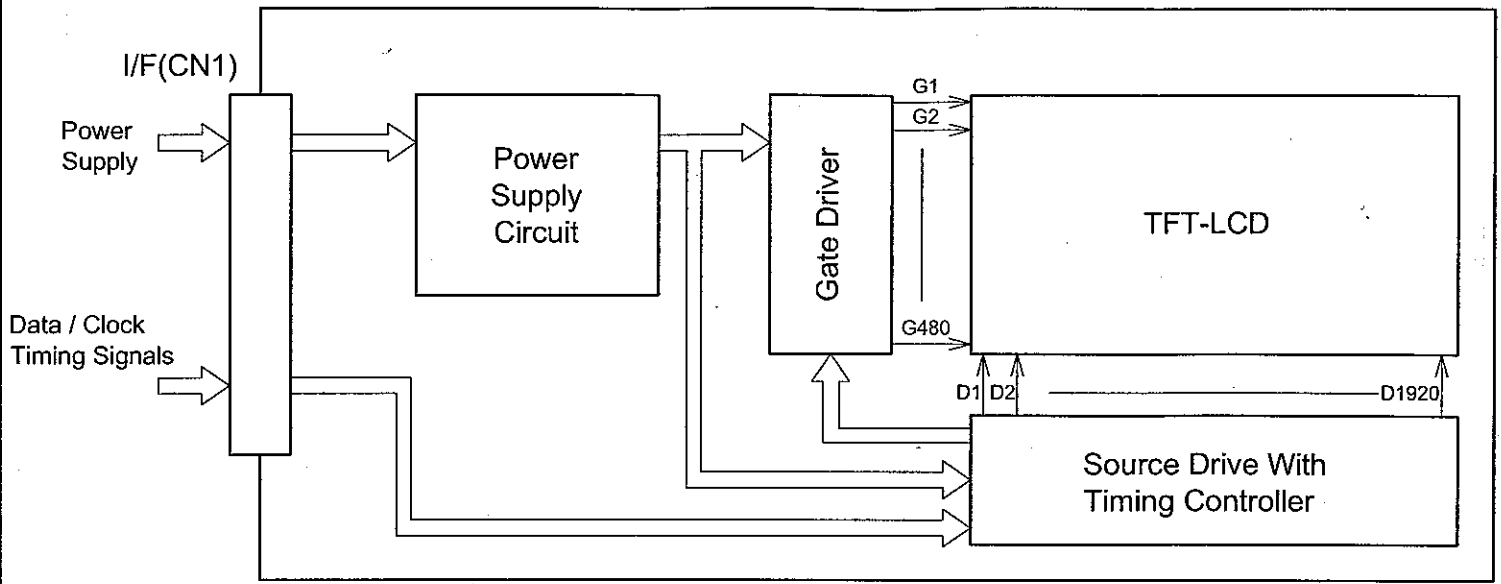 I/F(CN1)
Power
Supply
Data / Clock
Timing Signals
Power
Supply
Circuit
Gate Driver
G1
G2
G480
TFT-LCD
D1
D2
D1920
Source Drive With
Timing Controller